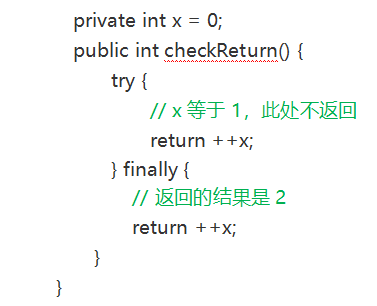 private int x = 0;
public int checkReturn() {
try {
// x 等于 1，此处不返回
return ++x;
} finally {
// 返回的结果是 2
return ++x;
}
}